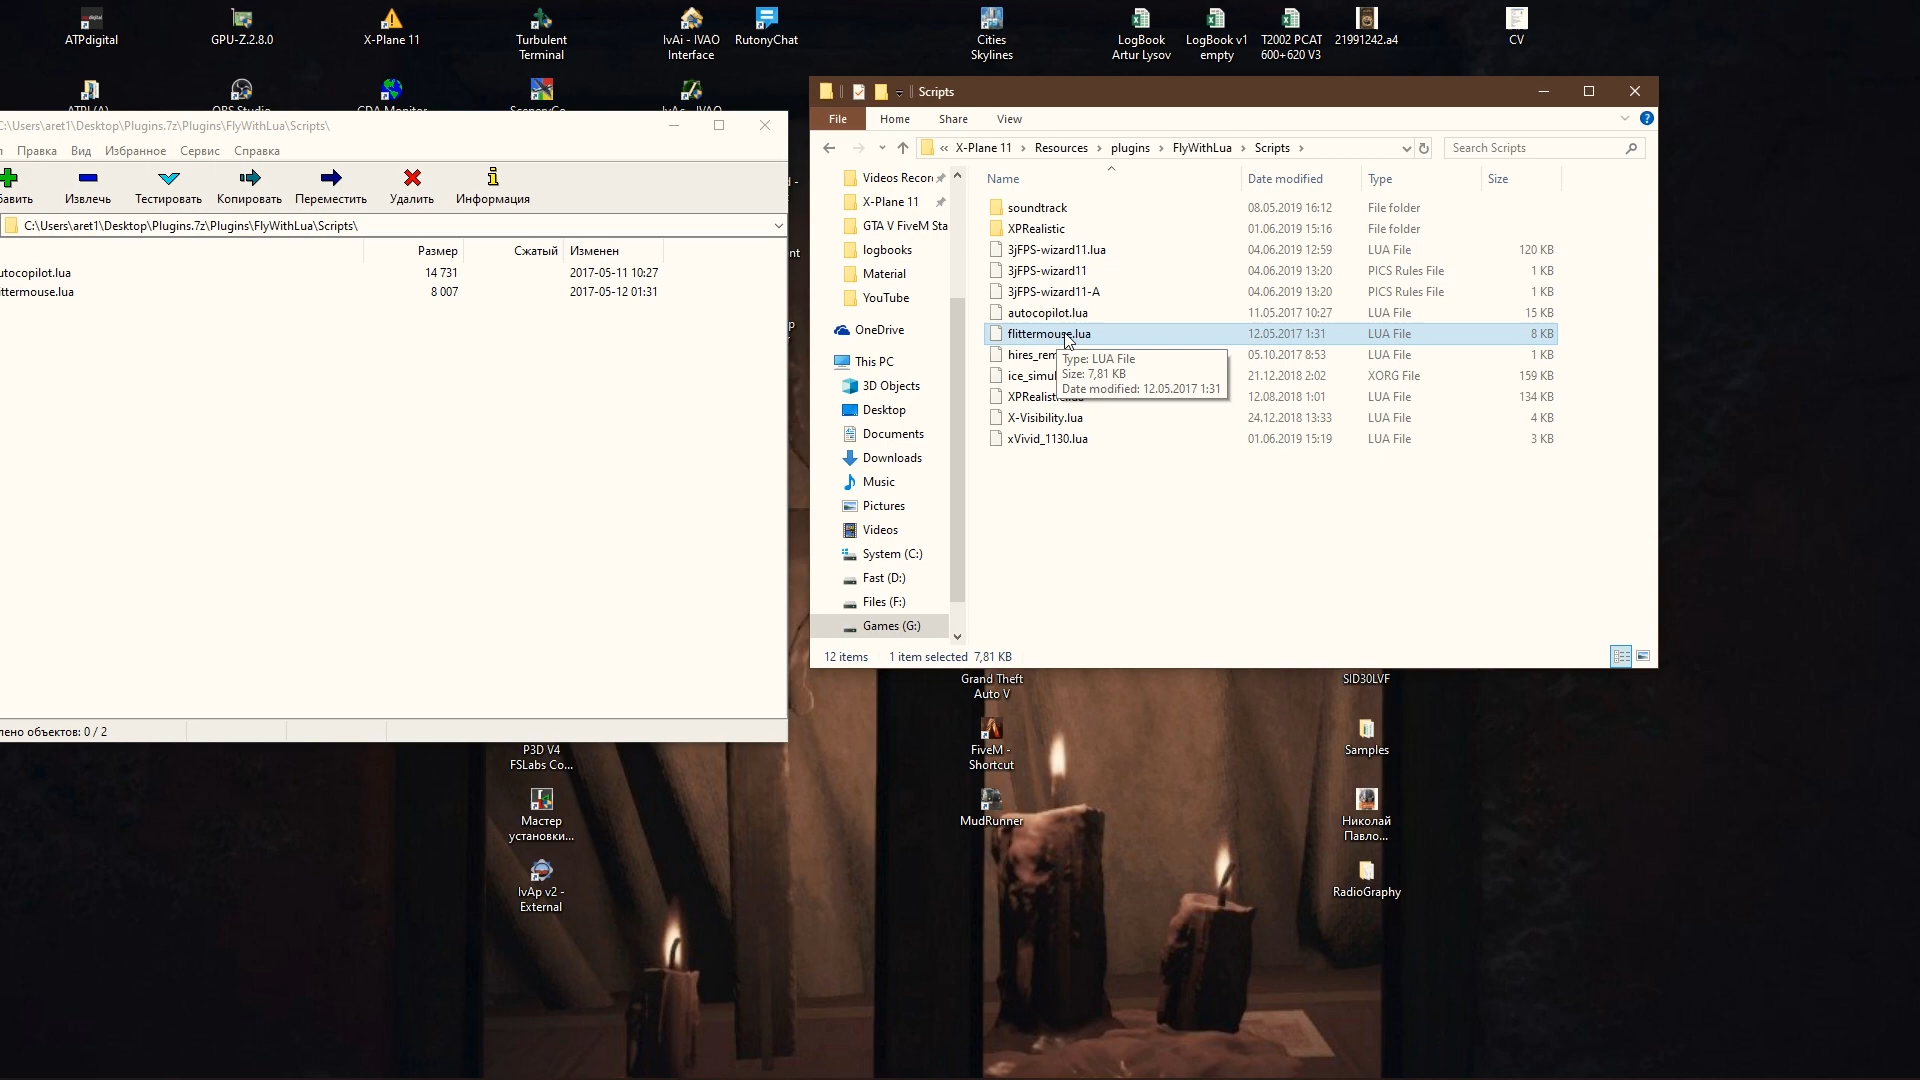 ATPdigital
GPU-Z.2.8.0
X-Plane 11
Turbulent
Terminal
IvAi - IVAO
Interface
RutonyChat
Cities
Skylines
LogBook
Artur Lysov
LogBook v1
empty
T2002 PCAT
600+620 V3
21991242.a4
CV
C:\Users\aret1\Desktop\Plugins.7z\Plugins\FlyWithLua\Scripts\
Правка Вид Избранное Сервис Справка
Извлечь Тестировать Копировать Переместить Удалить Информация
C:\Users\aret1\Desktop\Plugins.7z\Plugins\FlyWithLua\Scripts\
Размер Сжатый Изменен
utocopilot.lua 14 731 2017-05-11 10:27
ttermouse.lua 8 007 2017-05-12 01:31
лено объектов: 0 / 2
Scripts
File Home Share View
« X-Plane 11 > Resources > plugins > FlyWithLua > Scripts >
Search Scripts
Videos Recor
X-Plane 11
GTA V FiveM Sta
logbooks
Material
YouTube
OneDrive
This PC
3D Objects
Desktop
Documents
Downloads
Music
Pictures
Videos
System (C:)
Fast (D:)
Files (F:)
Games (G:)
Name Date modified Type Size
soundtrack 08.05.2019 16:12 File folder
XPRealistic 01.06.2019 15:16 File folder
3jFPS-wizard11.lua 04.06.2019 12:59 LUA File 120 KB
3jFPS-wizard11 04.06.2019 13:20 PICS Rules File 1 KB
3jFPS-wizard11-A 04.06.2019 13:20 PICS Rules File 1 KB
autocopilot.lua 11.05.2017 10:27 LUA File 15 KB
flittermouse.lua 12.05.2017 1:31 LUA File 8 KB
hires_rem 05.10.2017 8:53 LUA File 1 KB
ice_simul 21.12.2018 2:02 XORG File 159 KB
XPRealistic.lua 12.08.2018 1:01 LUA File 134 KB
X-Visibility.lua 24.12.2018 13:33 LUA File 4 KB
xVivid_1130.lua 01.06.2019 15:19 LUA File 3 KB
Type: LUA File
Size: 7,81 KB
Date modified: 12.05.2017 1:31
12 items 1 item selected 7,81 KB
P3D V4
FSLabs Co...
Мастер
установки...
IvAp v2 -
External
Grand Theft
Auto V
FiveM -
Shortcut
MudRunner
SID30LVF
Samples
Николай
Павло...
RadioGraphy